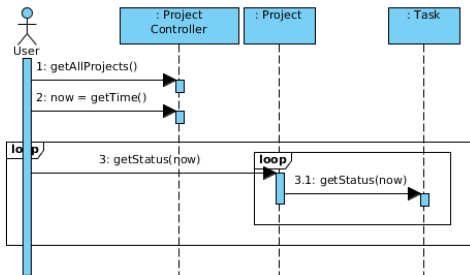 : Project
Controller
: Project
: Task
User
1: getAllProjects()
2: now = getTime()
loop
3: getStatus(now)
loop
3.1: getStatus(now)